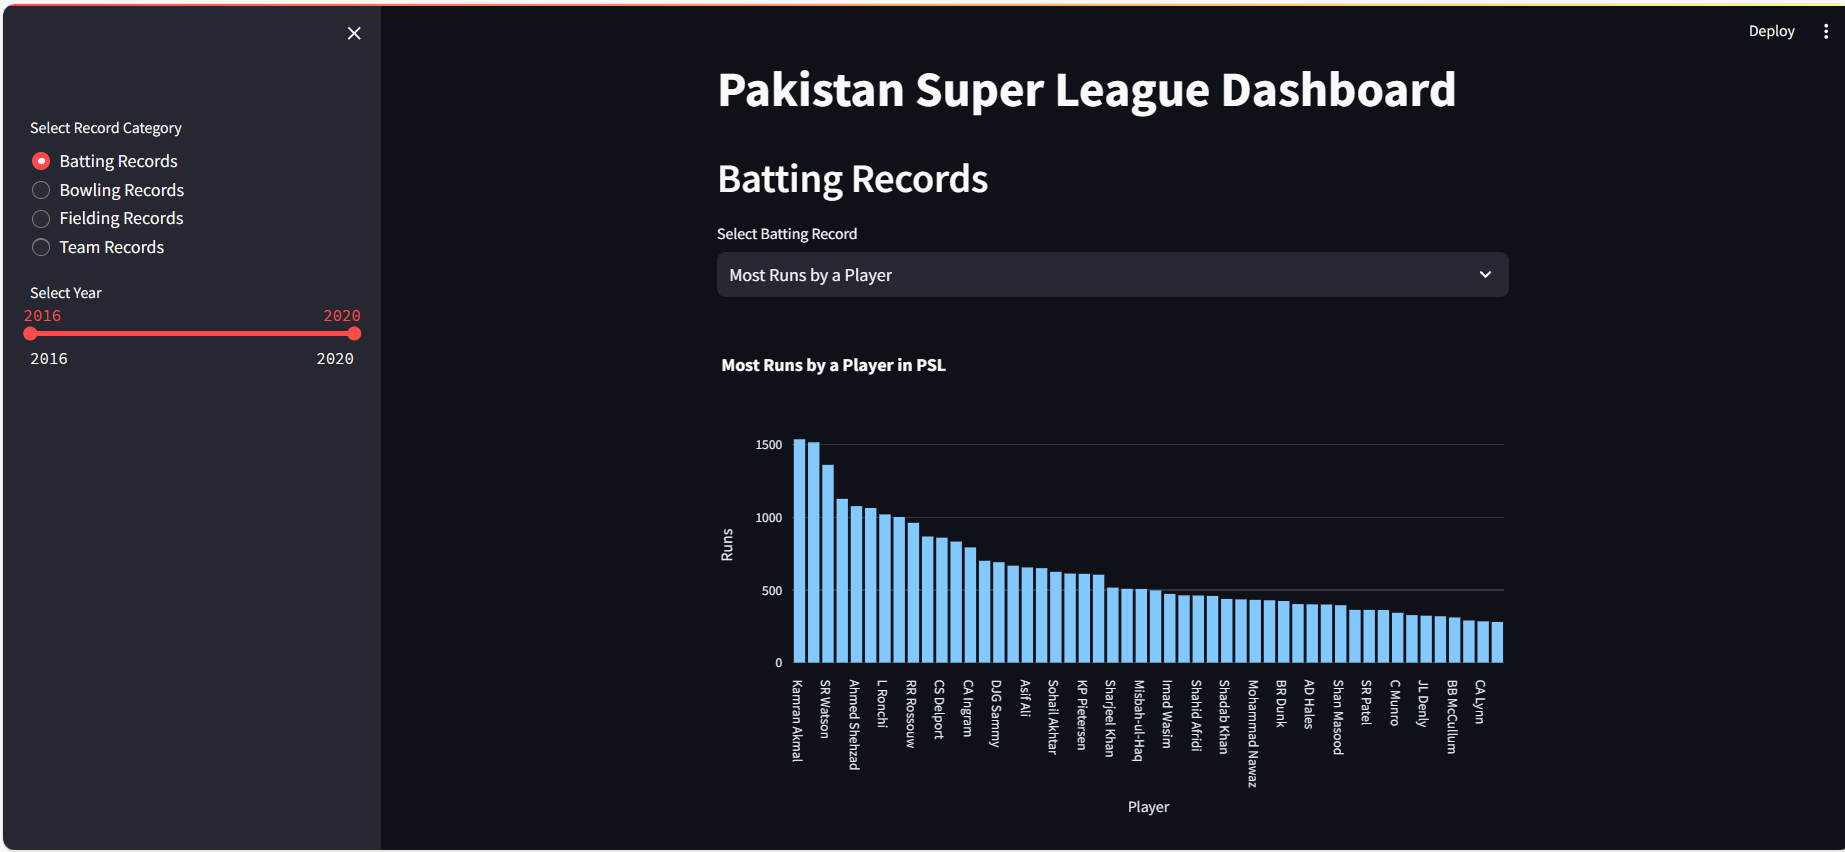 Deploy
Select Record Category
Batting Records
Bowling Records
Fielding Records
Team Records
Select Year
2016 2020
2016 2020
Pakistan Super League Dashboard
Batting Records
Select Batting Record
Most Runs by a Player
Most Runs by a Player in PSL
1500
1000
500
0
Runs
Kamran Akmal
SR Watson
Ahmed Shehzad
L Ronchi
RR Rossouw
CS Delport
CA Ingram
DJG Sammy
Asif Ali
Sohail Akhtar
KP Pietersen
Sharjeel Khan
Misbah-ul-Haq
Imad Wasim
Shahid Afridi
Shadab Khan
Mohammad Nawaz
BR Dunk
AD Hales
Shan Masood
SR Patel
C Munro
JL Denly
BB McCullum
CA Lynn
Player